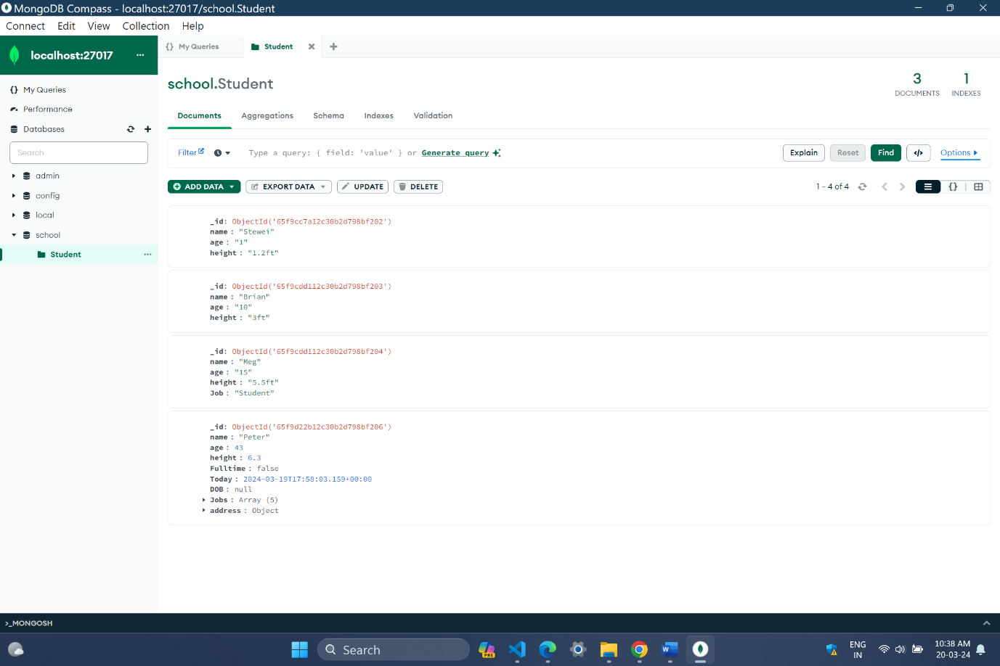 MongoDB Compass - localhost:27017/school.Student
Connect Edit View Collection Help
localhost:27017 ...
{} My Queries
Student
school.Student
3
DOCUMENTS
1
INDEXES
My Queries
Performance
Databases
Search
admin
config
local
school
Student
Documents Aggregations Schema Indexes Validation
Filter
Type a query: { field: 'value' } or Generate query
Explain Reset Find </> Options
ADD DATA EXPORT DATA UPDATE DELETE
1 – 4 of 4
{}
_id: ObjectId('65f9cc7a12c30b2d798bf202')
name : "Stewei"
age : "1"
height : "1.2ft"
_id: ObjectId('65f9cdd112c30b2d798bf203')
name : "Brian"
age : "10"
height : "3ft"
_id: ObjectId('65f9cdd112c30b2d798bf204')
name : "Meg"
age : "15"
height : "5.5ft"
Job : "Student"
_id: ObjectId('65f9d22b12c30b2d798bf206')
name : "Peter"
age : 43
height : 6.3
Fulltime : false
Today : 2024-03-19T17:58:03.159+00:00
DOB : null
Jobs : Array (5)
address : Object
>_MONGOSH
Search
PRE
ENG
IN
10:38 AM
20-03-24